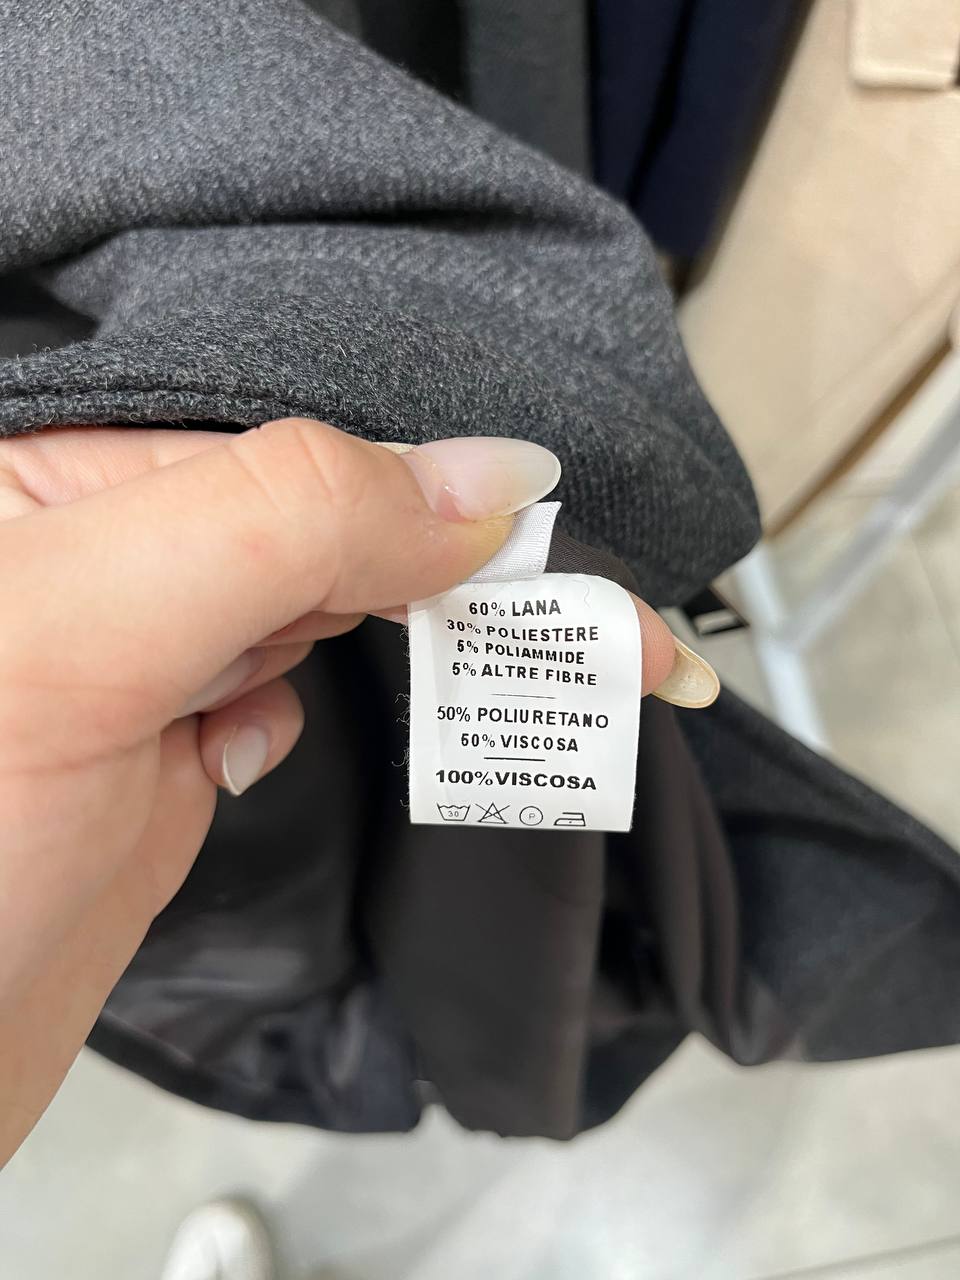 60% LANA
30% POLIESTERE
5% POLIAMMIDE
5% ALTRE FIBRE
50% POLIURETANO
50% VISCOSA
100%VISCOSA
30 P